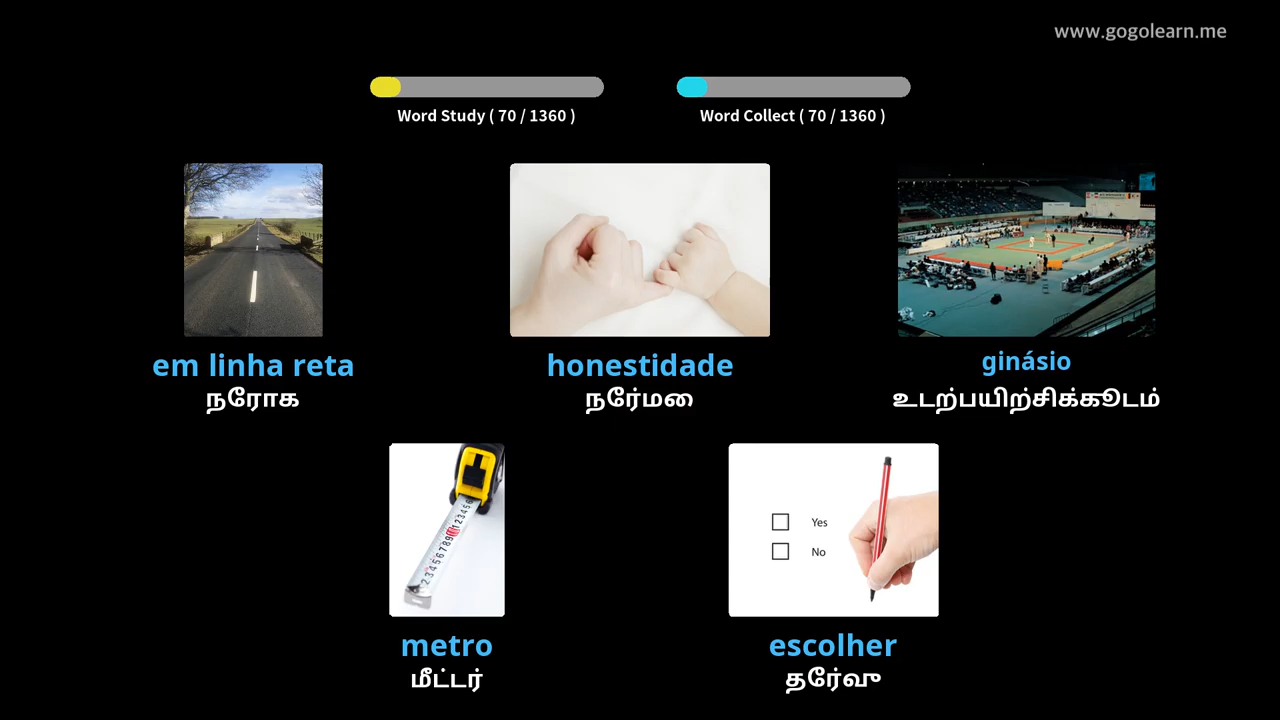 www.gogolearn.me
Word Study ( 70 / 1360 )
Word Collect ( 70 / 1360 )
em linha reta
நேரோக
honestidade
நேர்மை
ginásio
உடற்பயிற்சிக்கூடம்
Yes
No
metro
மீட்டர்
escolher
தேர்வு